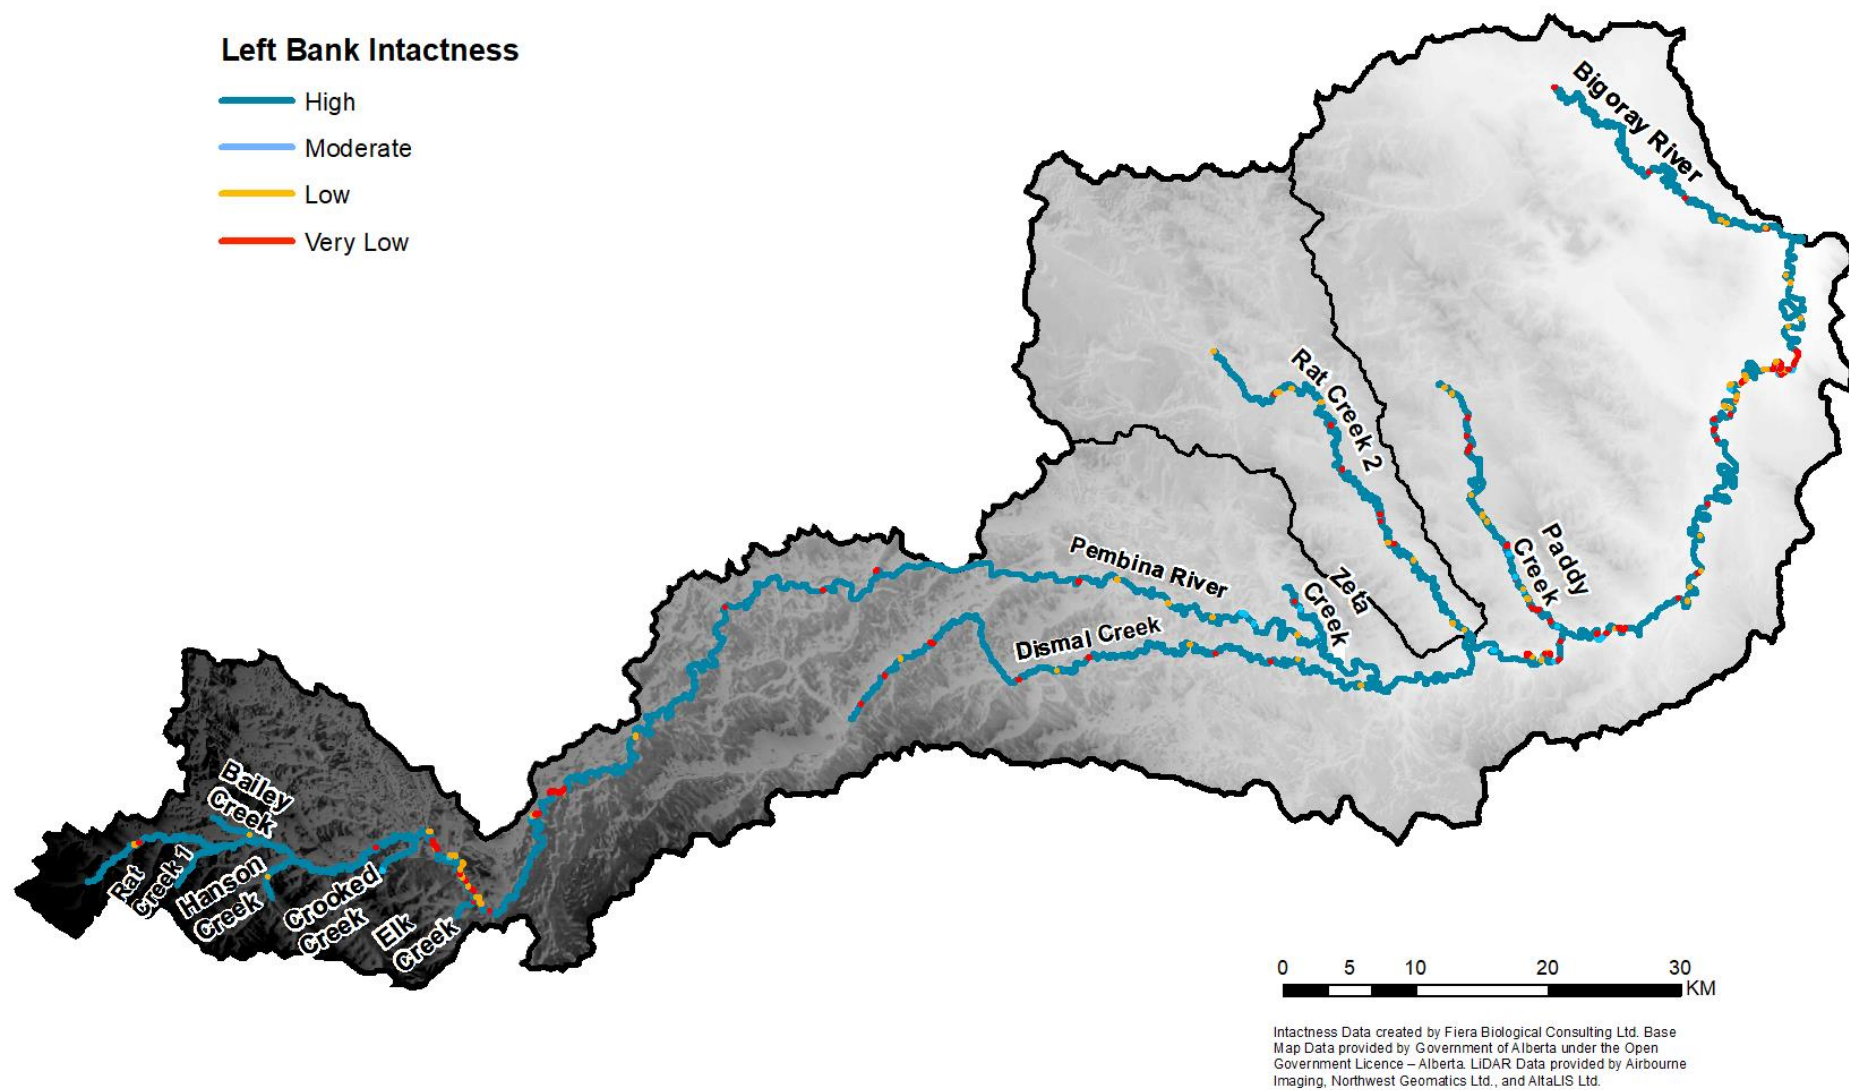 Left Bank Intactness
High
Moderate
Low
Very Low
Bigoray River
Rat Creek 2
Paddy
Creek
Pembina River
Zeta
Creek
Dismal Creek
Bailey
Creek
Rat
Creek 1
Hanson
Creek
Crooked
Creek
Elk
Creek
0 5 10 20 30
KM
Intactness Data created by Fiera Biological Consulting Ltd. Base
Map Data provided by Government of Alberta under the Open
Government Licence – Alberta. LiDAR Data provided by Airbourne
Imaging, Northwest Geomatics Ltd., and AltaLIS Ltd.